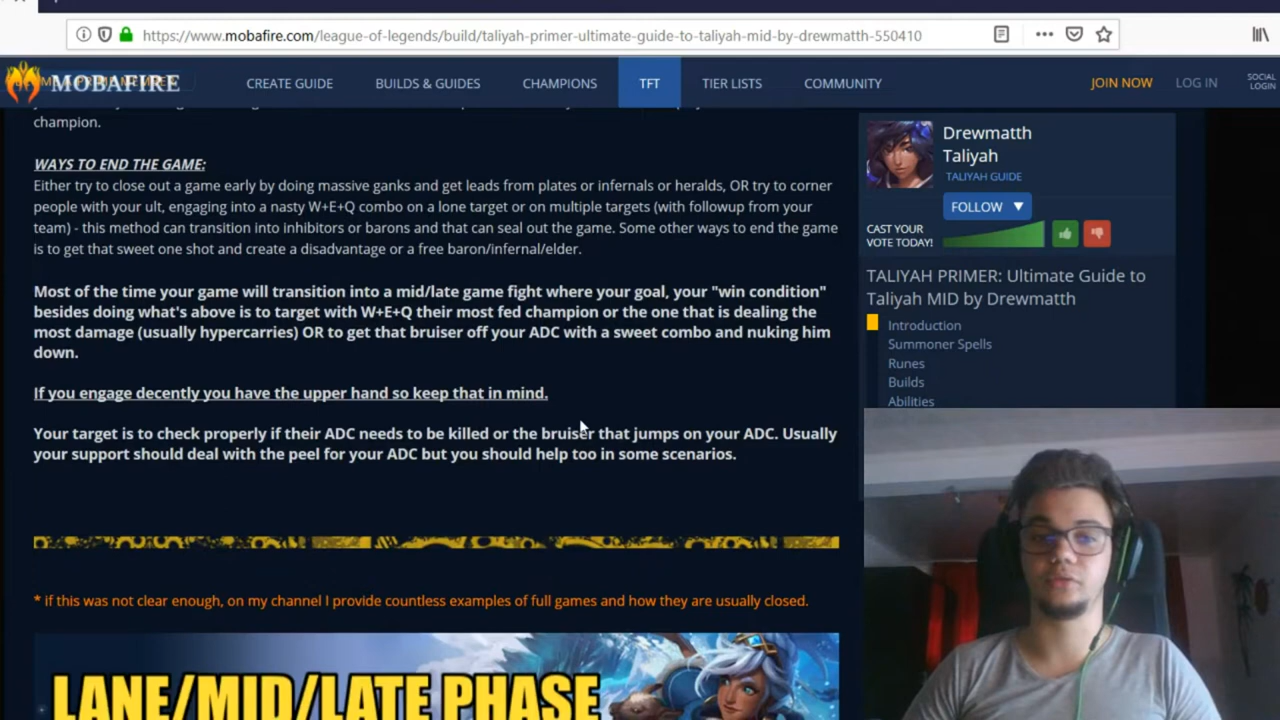 https://www.mobafire.com/league-of-legends/build/taliyah-primer-ultimate-guide-to-taliyah-mid-by-drewmatth-550410
MOBAFIRE
CREATE GUIDE
BUILDS & GUIDES
CHAMPIONS
TFT
TIER LISTS
COMMUNITY
JOIN NOW
LOG IN
SOCIAL
LOGIN
champion.
WAYS TO END THE GAME:
Either try to close out a game early by doing massive ganks and get leads from plates or infernals or heralds, OR try to corner
people with your ult, engaging into a nasty W+E+Q combo on a lone target or on multiple targets (with followup from your
team) - this method can transition into inhibitors or barons and that can seal out the game. Some other ways to end the game
is to get that sweet one shot and create a disadvantage or a free baron/infernal/elder.
Most of the time your game will transition into a mid/late game fight where your goal, your "win condition"
besides doing what's above is to target with W+E+Q their most fed champion or the one that is dealing the
most damage (usually hypercarries) OR to get that bruiser off your ADC with a sweet combo and nuking him
down.
If you engage decently you have the upper hand so keep that in mind.
Your target is to check properly if their ADC needs to be killed or the bruiser that jumps on your ADC. Usually
your support should deal with the peel for your ADC but you should help too in some scenarios.
* if this was not clear enough, on my channel I provide countless examples of full games and how they are usually closed.
LANE/MID/LATE PHASE
Drewmatth
Taliyah
TALIYAH GUIDE
FOLLOW
CAST YOUR
VOTE TODAY!
TALIYAH PRIMER: Ultimate Guide to
Taliyah MID by Drewmatth
Introduction
Summoner Spells
Runes
Builds
Abilities